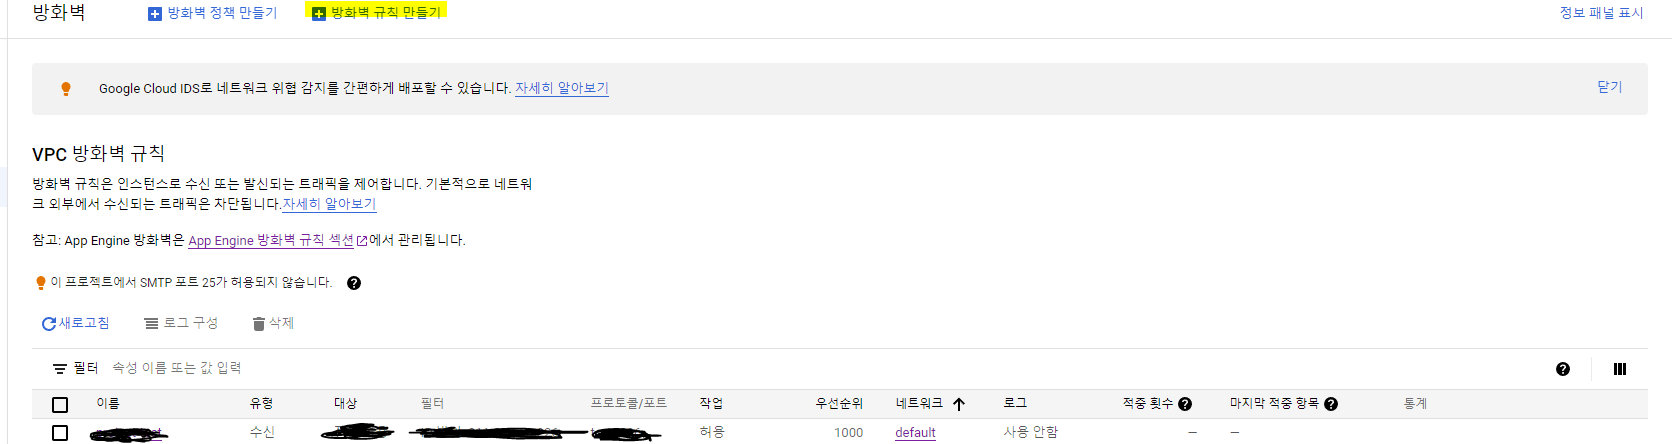 방화벽 방화벽 정책 만들기 방화벽 규칙 만들기 정보 패널 표시
Google Cloud IDS로 네트워크 위협 감지를 간편하게 배포할 수 있습니다. 자세히 알아보기 닫기
VPC 방화벽 규칙
방화벽 규칙은 인스턴스로 수신 또는 발신되는 트래픽을 제어합니다. 기본적으로 네트워
크 외부에서 수신되는 트래픽은 차단됩니다.자세히 알아보기
참고: App Engine 방화벽은 App Engine 방화벽 규칙 섹션에서 관리됩니다.
이 프로젝트에서 SMTP 포트 25가 허용되지 않습니다.
새로고침 로그 구성 삭제
필터 속성 이름 또는 값 입력
이름 유형 대상 필터 프로토콜/포트 작업 우선순위 네트워크 로그 적중 횟수 마지막 적중 항목 통계
수신 허용 1000 default 사용 안함 — —